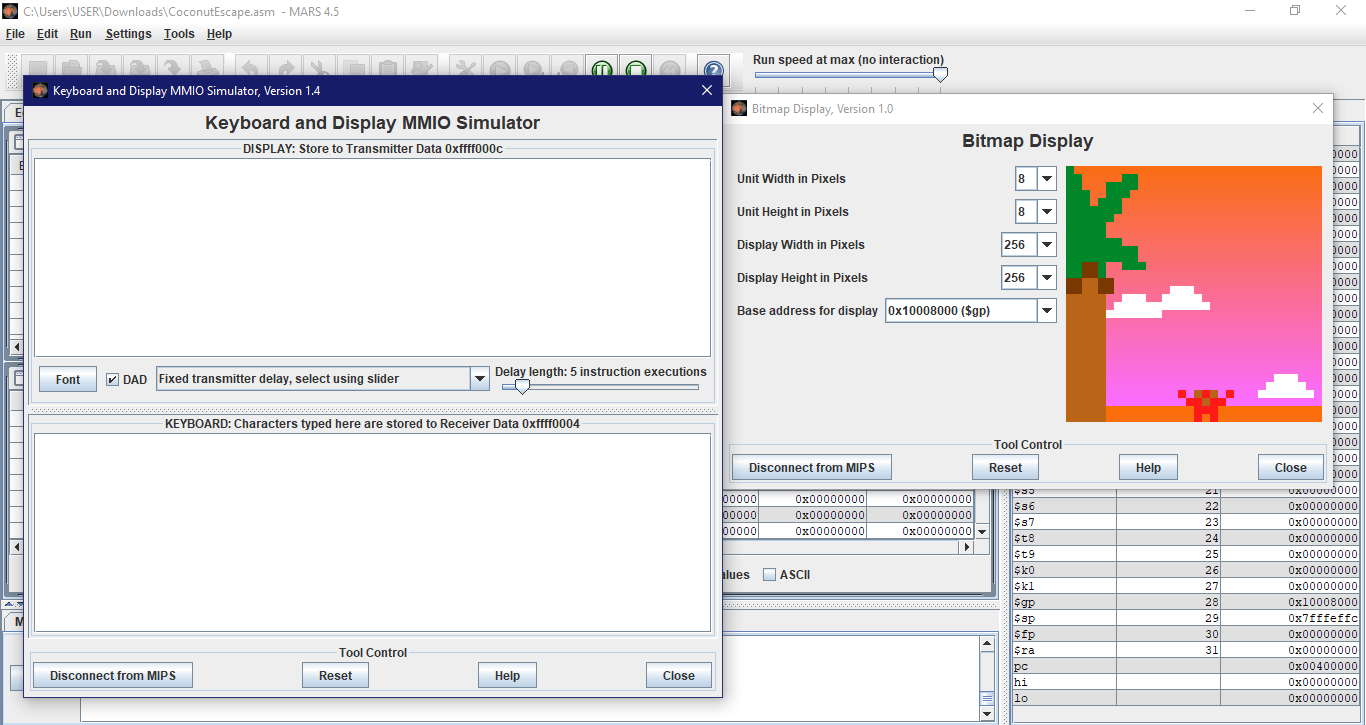 C:\Users\USER\Downloads\CoconutEscape.asm - MARS 4.5
File Edit Run Settings Tools Help
Run speed at max (no interaction)
Keyboard and Display MMIO Simulator, Version 1.4
Keyboard and Display MMIO Simulator
DISPLAY: Store to Transmitter Data 0xffff000c
Font
DAD
Fixed transmitter delay, select using slider
Delay length: 5 instruction executions
KEYBOARD: Characters typed here are stored to Receiver Data 0xffff0004
Tool Control
Disconnect from MIPS Reset Help Close
Bitmap Display, Version 1.0
Bitmap Display
Unit Width in Pixels 8
Unit Height in Pixels 8
Display Width in Pixels 256
Display Height in Pixels 256
Base address for display 0x10008000 ($gp)
Tool Control
Disconnect from MIPS Reset Help Close
00000 0x00000000 0x00000000
00000 0x00000000 0x00000000
00000 0x00000000 0x00000000
ASCII
$s5 21 0x00000000
$s6 22 0x00000000
$s7 23 0x00000000
$t8 24 0x00000000
$t9 25 0x00000000
$k0 26 0x00000000
$k1 27 0x00000000
$gp 28 0x10008000
$sp 29 0x7fffeffc
$fp 30 0x00000000
$ra 31 0x00000000
pc 0x00400000
hi 0x00000000
lo 0x00000000